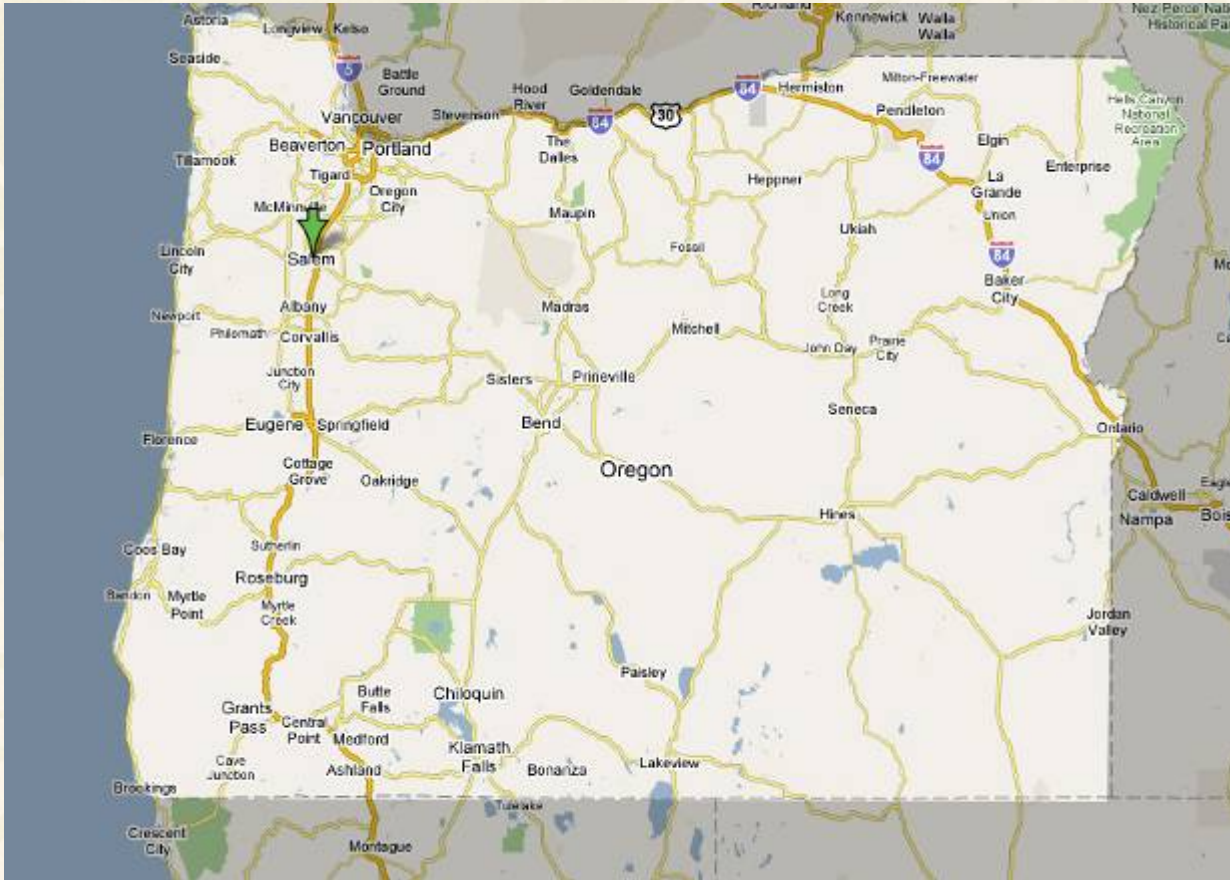 Astoria
Longview Kelso
Richland
Kennewick
Walla
Walla
Nez Perce Nati
Historical Par
Seaside
5
Battle
Ground
Hood
River
Goldendale
84
Hermiston
Milton-Freewater
Vancouver
Stevenson
84
30
Pendleton
Hells Canyon
National
Recreation
Area
Beaverton
Portland
The
Dalles
84
Elgin
Tillamook
Tigard
Oregon
City
Heppner
La
Grande
Enterprise
McMinnville
Maupin
Union
Ukiah
Lincoln
City
Salem
Fossil
84
Baker
City
Newport
Albany
Madras
Long
Creek
Philomath
Corvallis
Mitchell
John Day
Prairie
City
Junction
City
Sisters
Prineville
Seneca
Eugene
Springfield
Bend
Ontario
Florence
Cottage
Grove
Oakridge
Oregon
Eagle
Caldwell
Nampa
Bois
Hines
Coos Bay
Sutherlin
Roseburg
Bandon
Myrtle
Point
Myrtle
Creek
Jordan
Valley
Paisley
Butte
Falls
Chiloquin
Grants
Pass
Central
Point
Medford
Klamath
Falls
Cave
Junction
Ashland
Bonanza
Lakeview
Brookings
Tulelake
Crescent
City
Montague